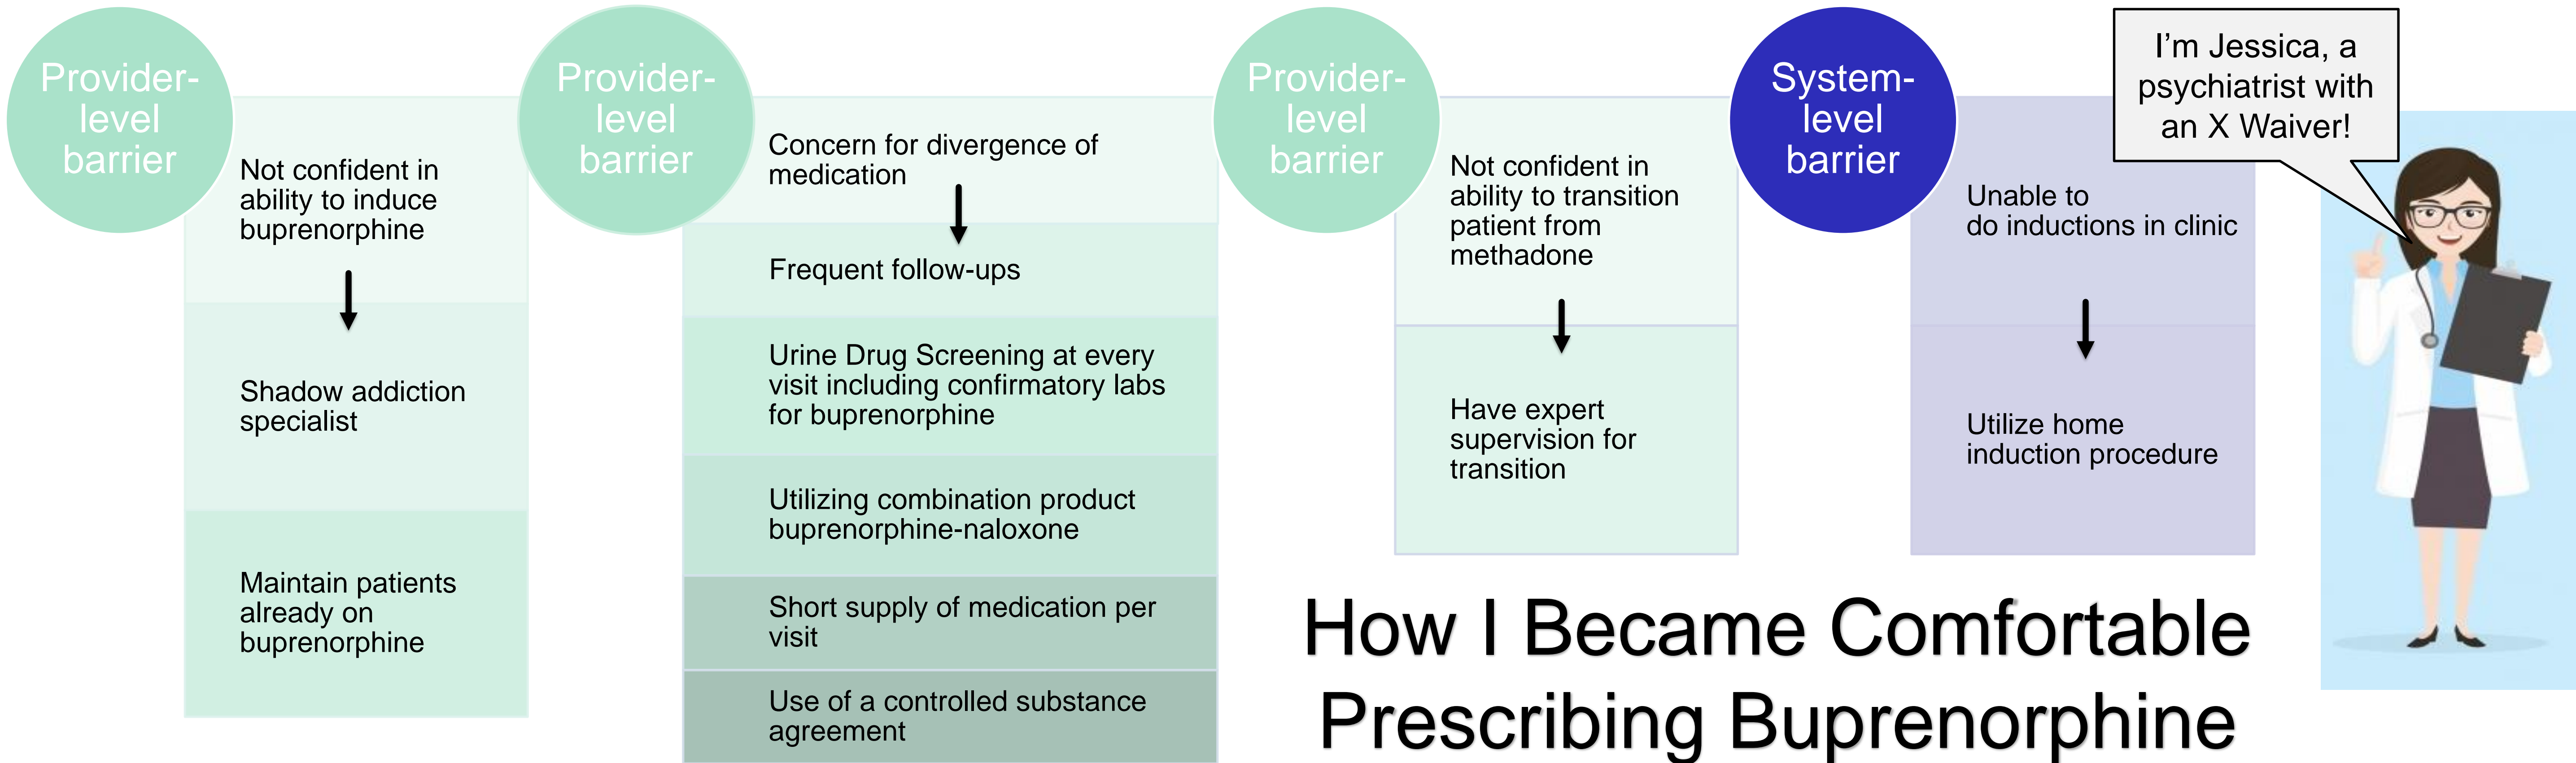 Provider-
level
barrier
Not confident in
ability to induce
buprenorphine
Shadow addiction
specialist
Maintain patients
already on
buprenorphine
Provider-
level
barrier
Concern for divergence of
medication
Frequent follow-ups
Urine Drug Screening at every
visit including confirmatory labs
for buprenorphine
Utilizing combination product
buprenorphine-naloxone
Short supply of medication per
visit
Use of a controlled substance
agreement
Provider-
level
barrier
Not confident in
ability to transition
patient from
methadone
Have expert
supervision for
transition
System-
level
barrier
Unable to
do inductions in clinic
Utilize home
induction procedure
I’m Jessica, a
psychiatrist with
an X Waiver!
How I Became Comfortable
Prescribing Buprenorphine